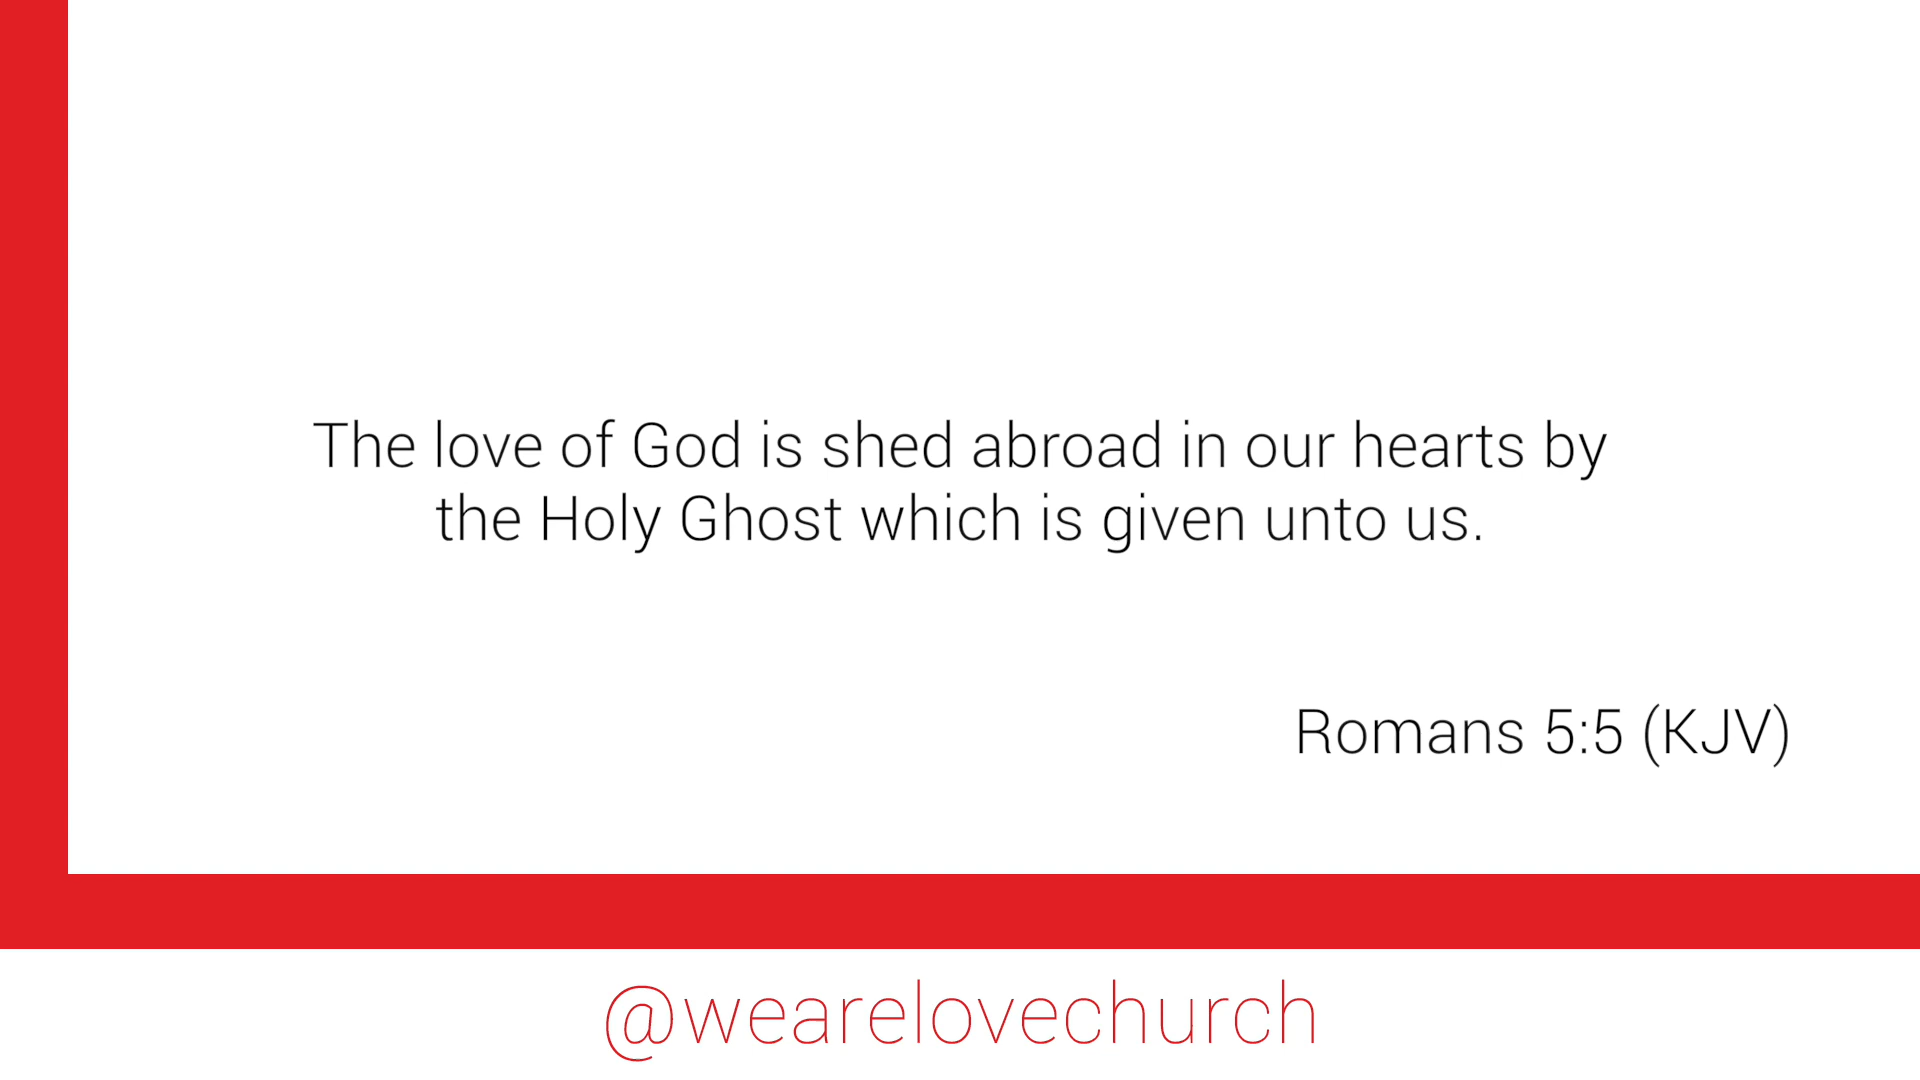 The love of God is shed abroad in our hearts by
the Holy Ghost which is given unto us.
Romans 5:5 (KJV)
@wearelovechurch